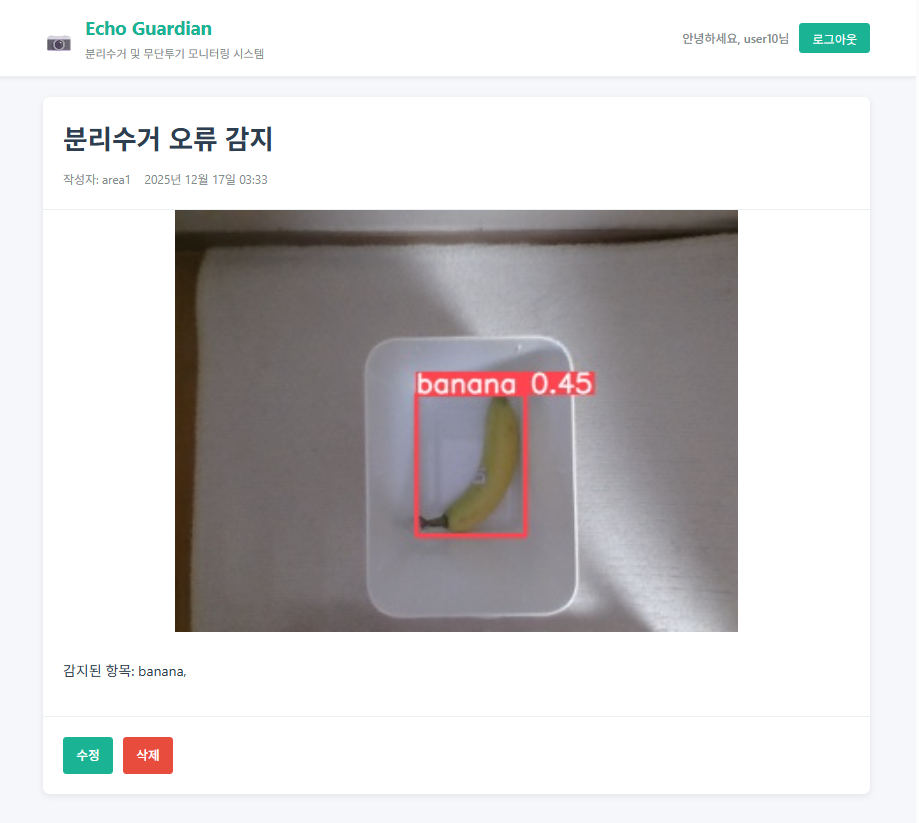 Echo Guardian
분리수거 및 무단투기 모니터링 시스템
안녕하세요, user10님
로그아웃
분리수거 오류 감지
작성자: area1 2025년 12월 17일 03:33
banana 0.45
감지된 항목: banana,
수정
삭제